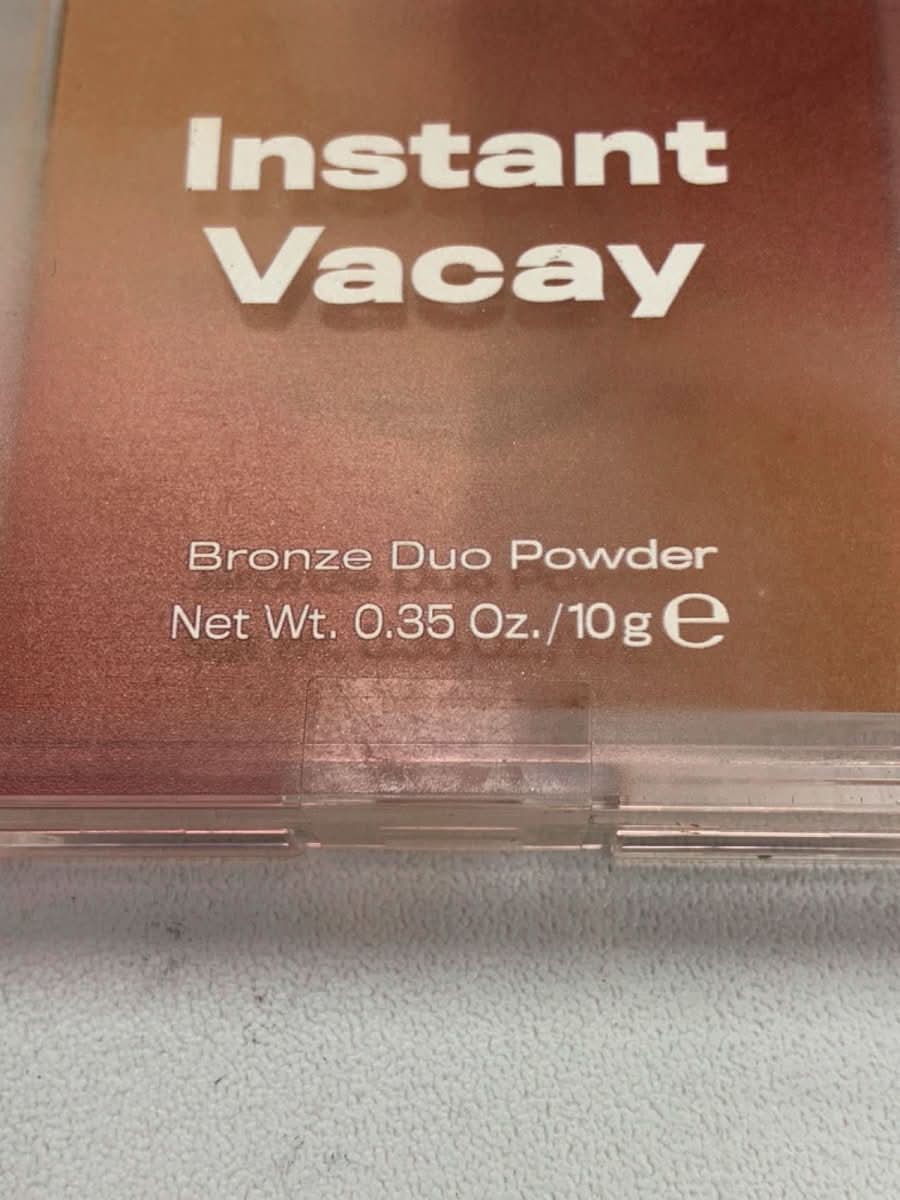 Instant
Vacay
Bronze Duo Powder
Net Wt. 0.35 Oz./10g ℮